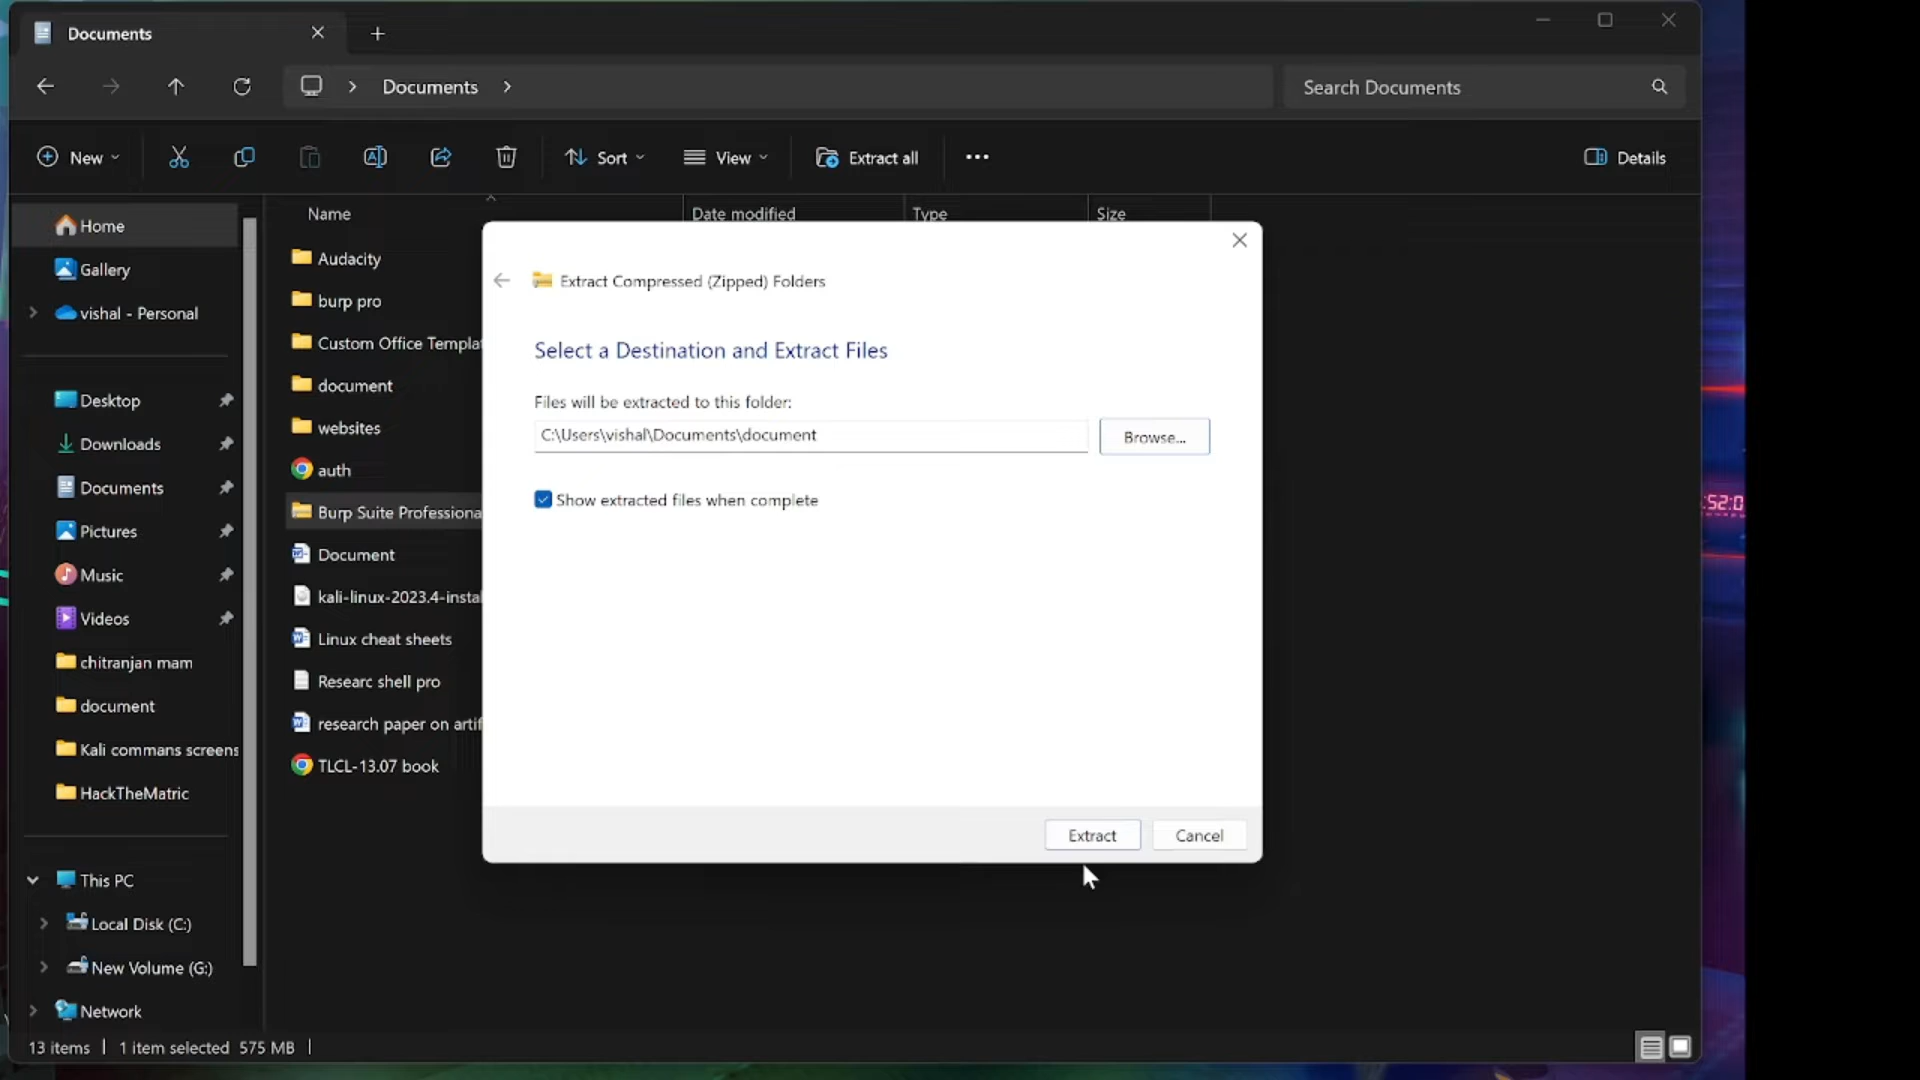 Documents
Documents
Search Documents
New
Sort
View
Extract all
Details
Name
Date modified
Type
Size
Home
Gallery
vishal - Personal
Desktop
Downloads
Documents
Pictures
Music
Videos
chitranjan mam
document
Kali commans screens
HackTheMatric
This PC
Local Disk (C:)
New Volume (G:)
Network
Audacity
burp pro
Custom Office Templat
document
websites
auth
Burp Suite Professiona
Document
kali-linux-2023.4-instal
Linux cheat sheets
Researc shell pro
research paper on artif
TLCL-13.07 book
Extract Compressed (Zipped) Folders
Select a Destination and Extract Files
Files will be extracted to this folder:
C:\Users\vishal\Documents\document
Browse...
Show extracted files when complete
Extract
Cancel
13 items
1 item selected 575 MB
:52:0